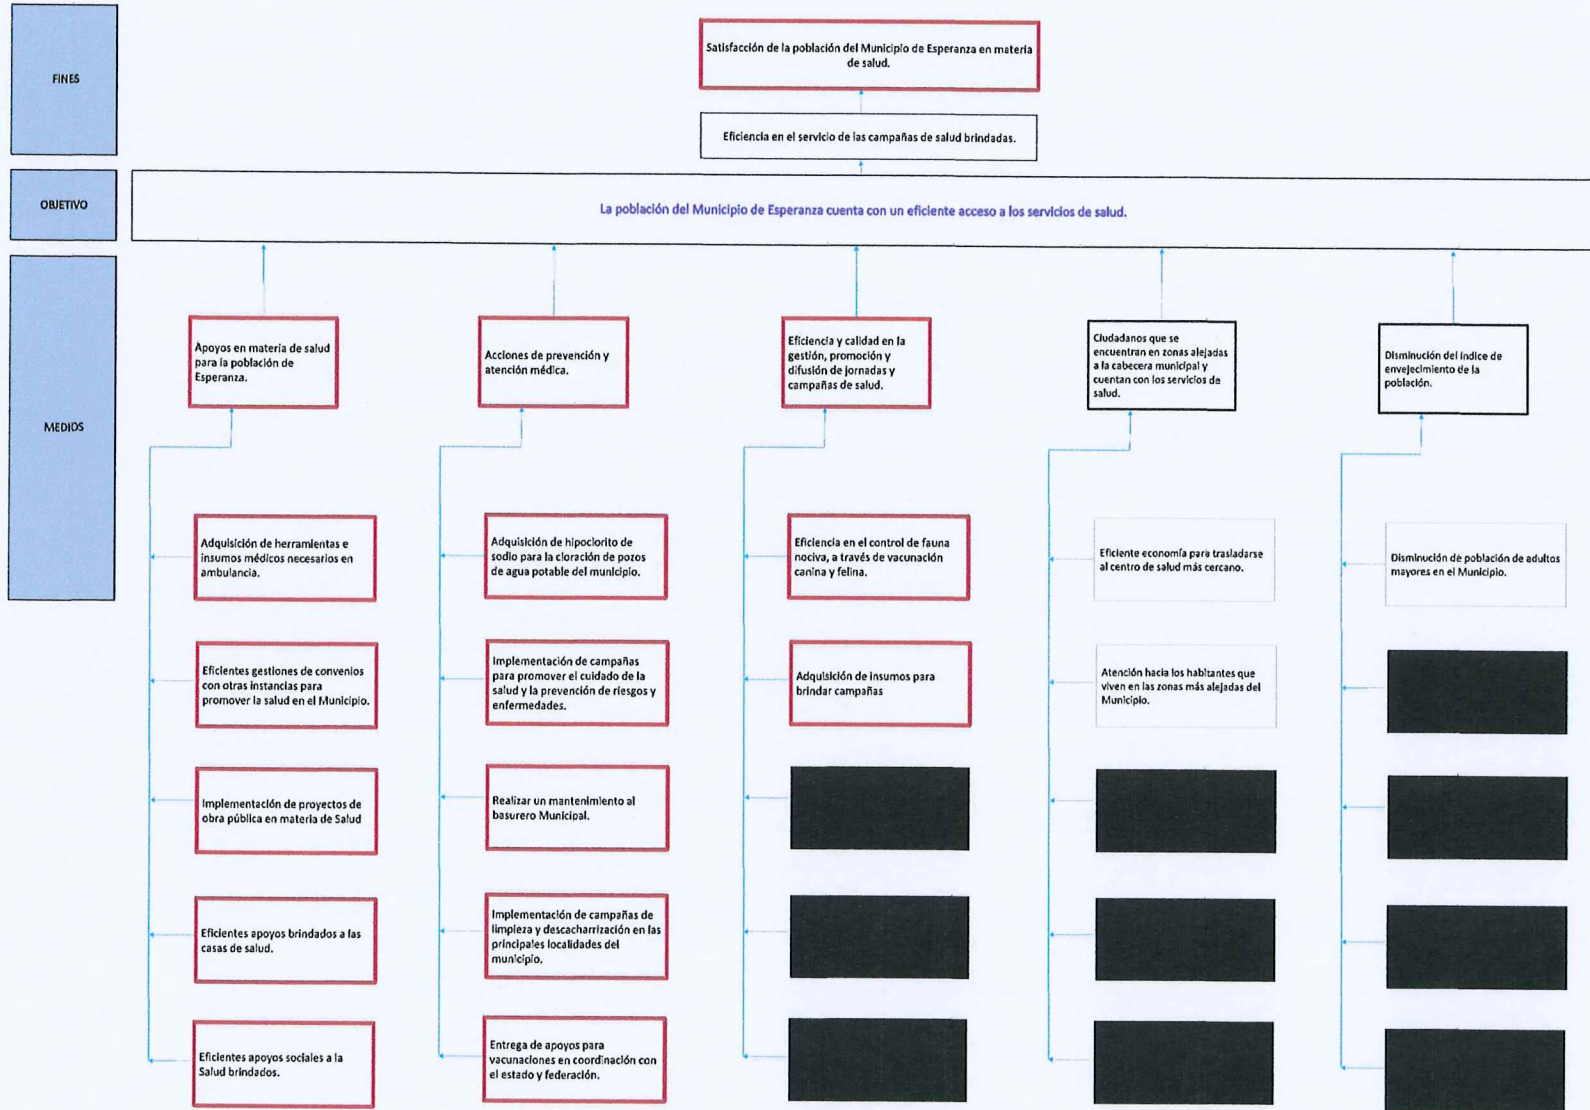 FINES
Satisfacción de la población del Municipio de Esperanza en materia
de salud.
Eficiencia en el servicio de las campañas de salud brindadas.
OBJETIVO
La población del Municipio de Esperanza cuenta con un eficiente acceso a los servicios de salud.
MEDIOS
Apoyos en materia de salud
para la población de
Esperanza.
Acciones de prevención y
atención médica.
Eficiencia y calidad en la
gestión, promoción y
difusión de jornadas y
campañas de salud.
Ciudadanos que se
encuentran en zonas alejadas
a la cabecera municipal y
cuentan con los servicios de
salud.
Disminución del índice de
envejecimiento de la
población.
Adquisición de herramientas e
insumos médicos necesarios en
ambulancia.
Adquisición de hipoclorito de
sodio para la cloración de pozos
de agua potable del municipio.
Eficiencia en el control de fauna
nociva, a través de vacunación
canina y felina.
Eficiente economía para trasladarse
al centro de salud más cercano.
Disminución de población de adultos
mayores en el Municipio.
Eficientes gestiones de convenios
con otras instancias para
promover la salud en el Municipio.
Implementación de campañas
para promover el cuidado de la
salud y la prevención de riesgos y
enfermedades.
Adquisición de insumos para
brindar campañas
Atención hacia los habitantes que
viven en las zonas más alejadas del
Municipio.
Implementación de proyectos de
obra pública en materia de Salud
Realizar un mantenimiento al
basurero Municipal.
Eficientes apoyos brindados a las
casas de salud.
Implementación de campañas de
limpieza y descacharrización en las
principales localidades del
municipio.
Eficientes apoyos sociales a la
Salud brindados.
Entrega de apoyos para
vacunaciones en coordinación con
el estado y federación.